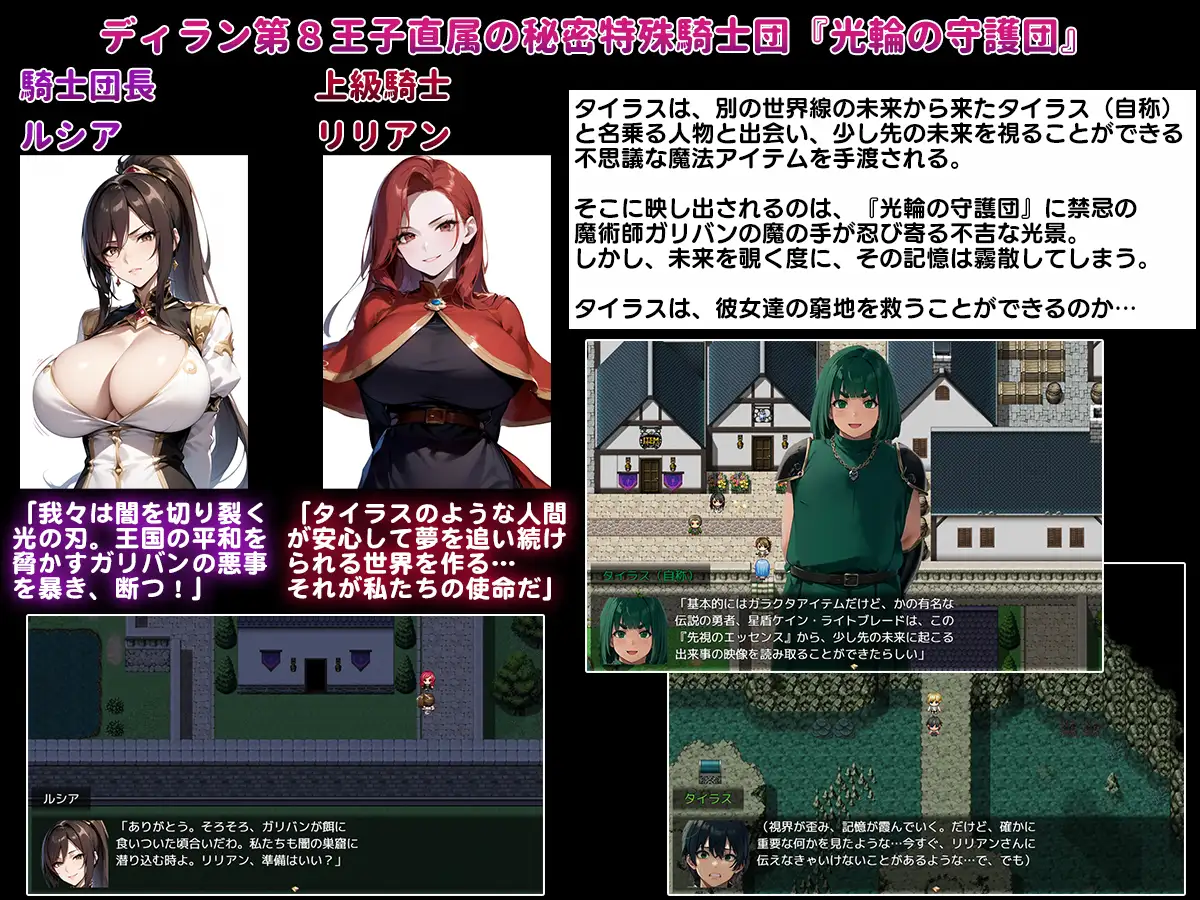 ディラン第８王子直属の秘密特殊騎士団『光輪の守護団』
騎士団長
ルシア
上級騎士
リリアン
「我々は闇を切り裂く
光の刃。王国の平和を
脅かすガリバンの悪事
を暴き、断つ！」
「タイラスのような人間
が安心して夢を追い続け
られる世界を作る…
それが私たちの使命だ」
タイラスは、別の世界線の未来から来たタイラス（自称）
と名乗る人物と出会い、少し先の未来を視ることができる
不思議な魔法アイテムを手渡される。
そこに映し出されるのは、『光輪の守護団』に禁忌の
魔術師ガリバンの魔の手が忍び寄る不吉な光景。
しかし、未来を覗く度に、その記憶は霧散してしまう。
タイラスは、彼女達の窮地を救うことができるのか…
ITEM
タイラス（自称）
「基本的にはガラクタアイテムだけど、かの有名な
伝説の勇者、星盾ケイン・ライトブレードは、この
『先視のエッセンス』から、少し先の未来に起こる
出来事の映像を読み取ることができたらしい」
ルシア
「ありがとう。そろそろ、ガリバンが餌に
食いついた頃合いだわ。私たちも闇の巣窟に
潜り込む時よ。リリアン、準備はいい？」
タイラス
（視界が歪み、記憶が霞んでいく。だけど、確かに
重要な何かを見たような…今すぐ、リリアンさんに
伝えなきゃいけないことがあるような…で、でも）